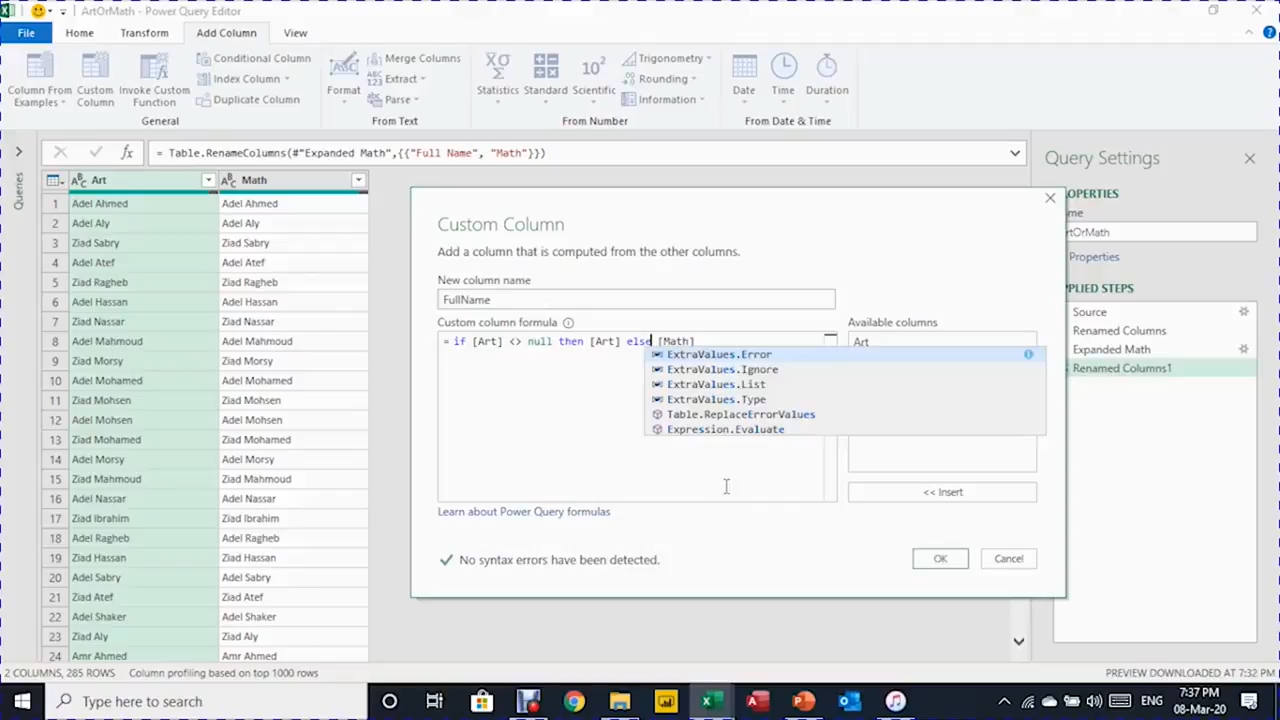 ArtOrMath - Power Query Editor
File Home Transform Add Column View
Column From Examples
Custom Column
Invoke Custom Function
Conditional Column
Index Column
Duplicate Column
General
Format
Merge Columns
Extract
Parse
From Text
Statistics
Standard
Scientific
Trigonometry
Rounding
Information
From Number
Date
Time
Duration
From Date & Time
fx = Table.RenameColumns(#"Expanded Math",{{"Full Name", "Math"}})
Queries
Art Math
1 Adel Ahmed Adel Ahmed
2 Adel Aly Adel Aly
3 Ziad Sabry Ziad Sabry
4 Adel Atef Adel Atef
5 Ziad Ragheb Ziad Ragheb
6 Adel Hassan Adel Hassan
7 Ziad Nassar Ziad Nassar
8 Adel Mahmoud Adel Mahmoud
9 Ziad Morsy Ziad Morsy
10 Adel Mohamed Adel Mohamed
11 Ziad Mohsen Ziad Mohsen
12 Adel Mohsen Adel Mohsen
13 Ziad Mohamed Ziad Mohamed
14 Adel Morsy Adel Morsy
15 Ziad Mahmoud Ziad Mahmoud
16 Adel Nassar Adel Nassar
17 Ziad Ibrahim Ziad Ibrahim
18 Adel Ragheb Adel Ragheb
19 Ziad Hassan Ziad Hassan
20 Adel Sabry Adel Sabry
21 Ziad Atef Ziad Atef
22 Adel Shaker Adel Shaker
23 Ziad Aly Ziad Aly
24 Amr Ahmed Amr Ahmed
Custom Column
Add a column that is computed from the other columns.
New column name
FullName
Custom column formula
= if [Art] <> null then [Art] else [Math]
ExtraValues.Error
ExtraValues.Ignore
ExtraValues.List
ExtraValues.Type
Table.ReplaceErrorValues
Expression.Evaluate
Available columns
Art
<< Insert
Learn about Power Query formulas
No syntax errors have been detected.
OK Cancel
Query Settings
ROPERTIES
me
rtOrMath
Properties
PPLIED STEPS
Source
Renamed Columns
Expanded Math
Renamed Columns1
2 COLUMNS, 285 ROWS Column profiling based on top 1000 rows
PREVIEW DOWNLOADED AT 7:32 PM
Type here to search
ENG
7:37 PM
08-Mar-20